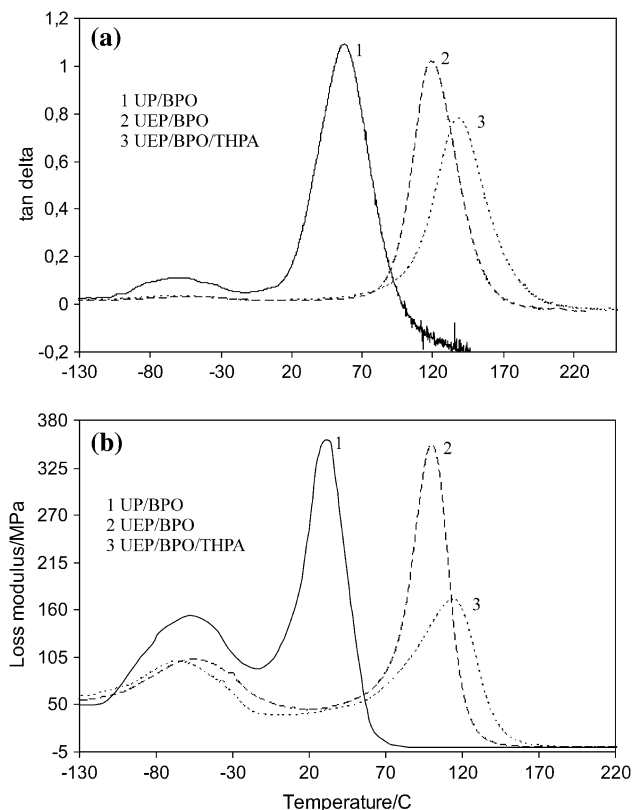 (a)
1,2
1
0,8
0,6
0,4
0,2
0
-0,2
tan delta
1 UP/BPO
2 UEP/BPO
3 UEP/BPO/THPA
1
2
3
-130 -80 -30 20 70 120 170 220
(b)
380
325
270
215
160
105
50
-5
Loss modulus/MPa
1 UP/BPO
2 UEP/BPO
3 UEP/BPO/THPA
1
2
3
-130 -80 -30 20 70 120 170 220
Temperature/C